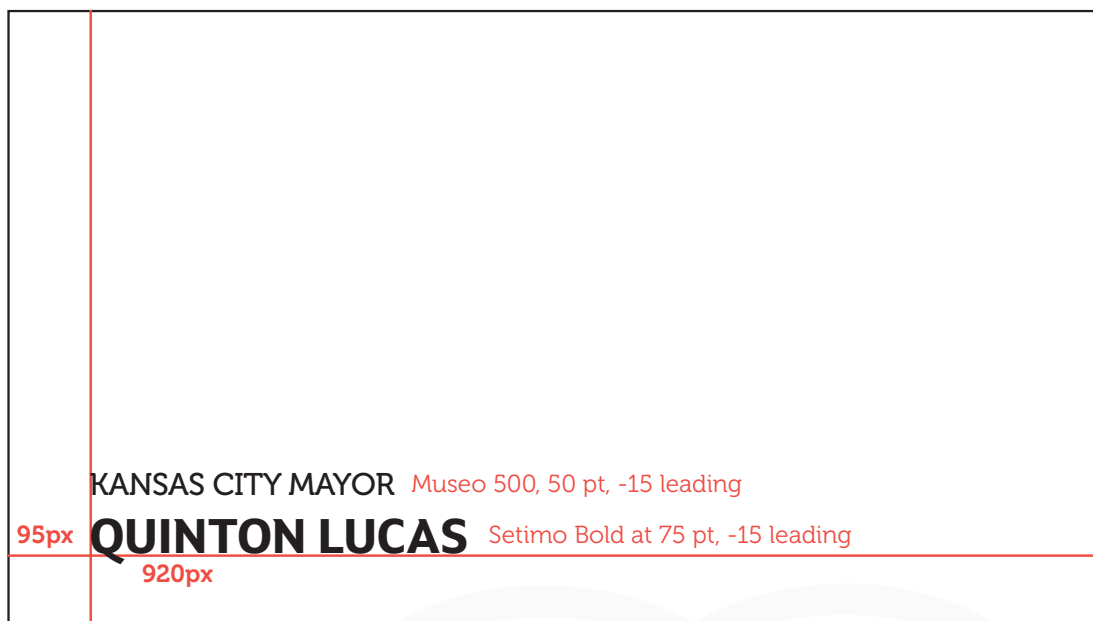 KANSAS CITY MAYOR Museo 500, 50 pt, -15 leading
95px QUINTON LUCAS Setimo Bold at 75 pt, -15 leading
920px